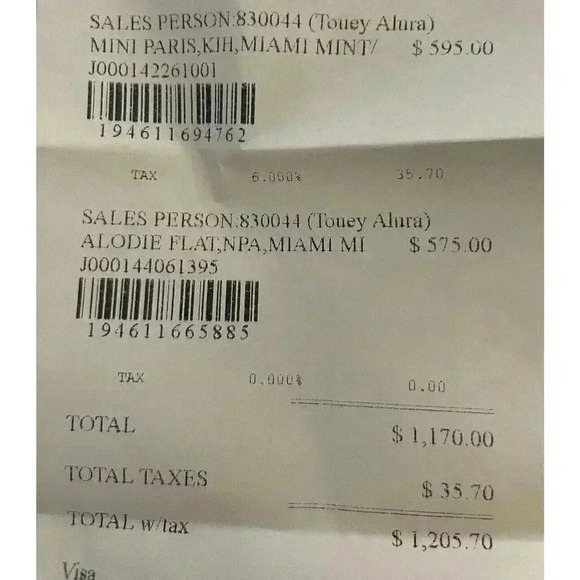 SALES PERSON:830044 (Touey Alura)
MINI PARIS,KIH,MIAMI MINT/ $ 595.00
J000142261001
194611694762
TAX 6.000% 35.70
SALES PERSON:830044 (Touey Alura)
ALODIE FLAT,NPA,MIAMI MI $ 575.00
J000144061395
194611665885
TAX 0.000% 0.00
TOTAL $ 1,170.00
TOTAL TAXES $ 35.70
TOTAL w/tax $ 1,205.70
Visa